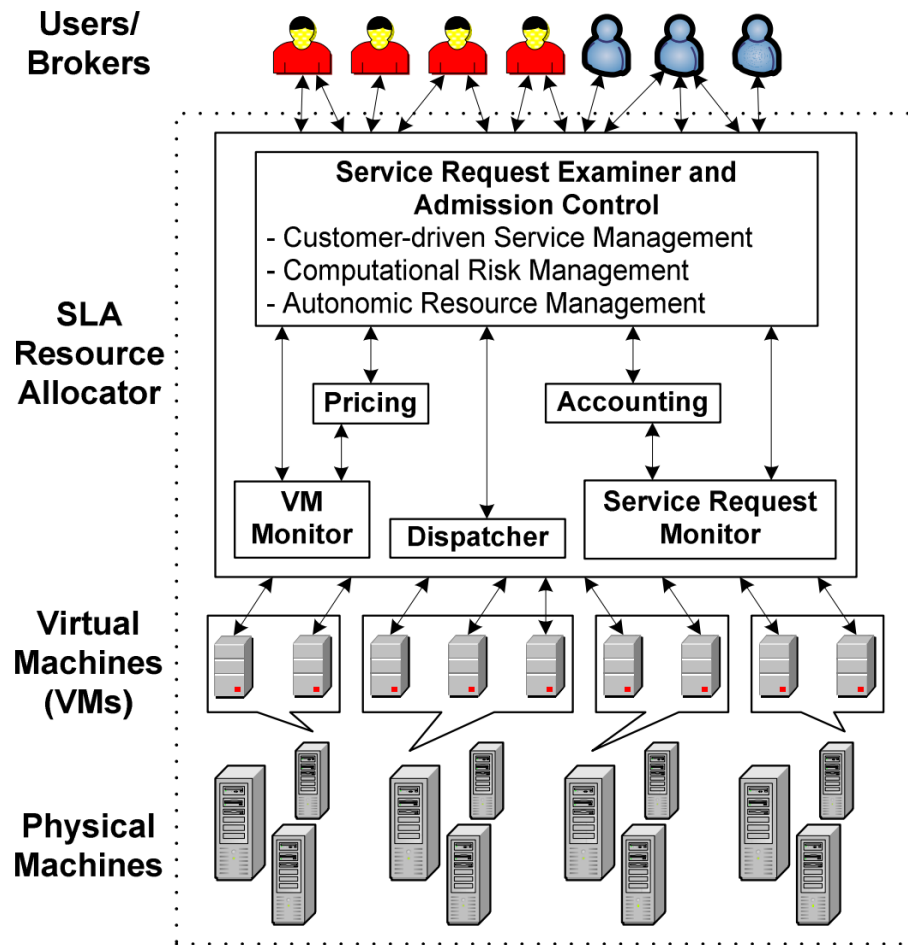 Users/
Brokers
Service Request Examiner and
Admission Control
- Customer-driven Service Management
- Computational Risk Management
- Autonomic Resource Management
SLA
Resource
Allocator
Pricing
Accounting
VM
Monitor
Dispatcher
Service Request
Monitor
Virtual
Machines
(VMs)
Physical
Machines